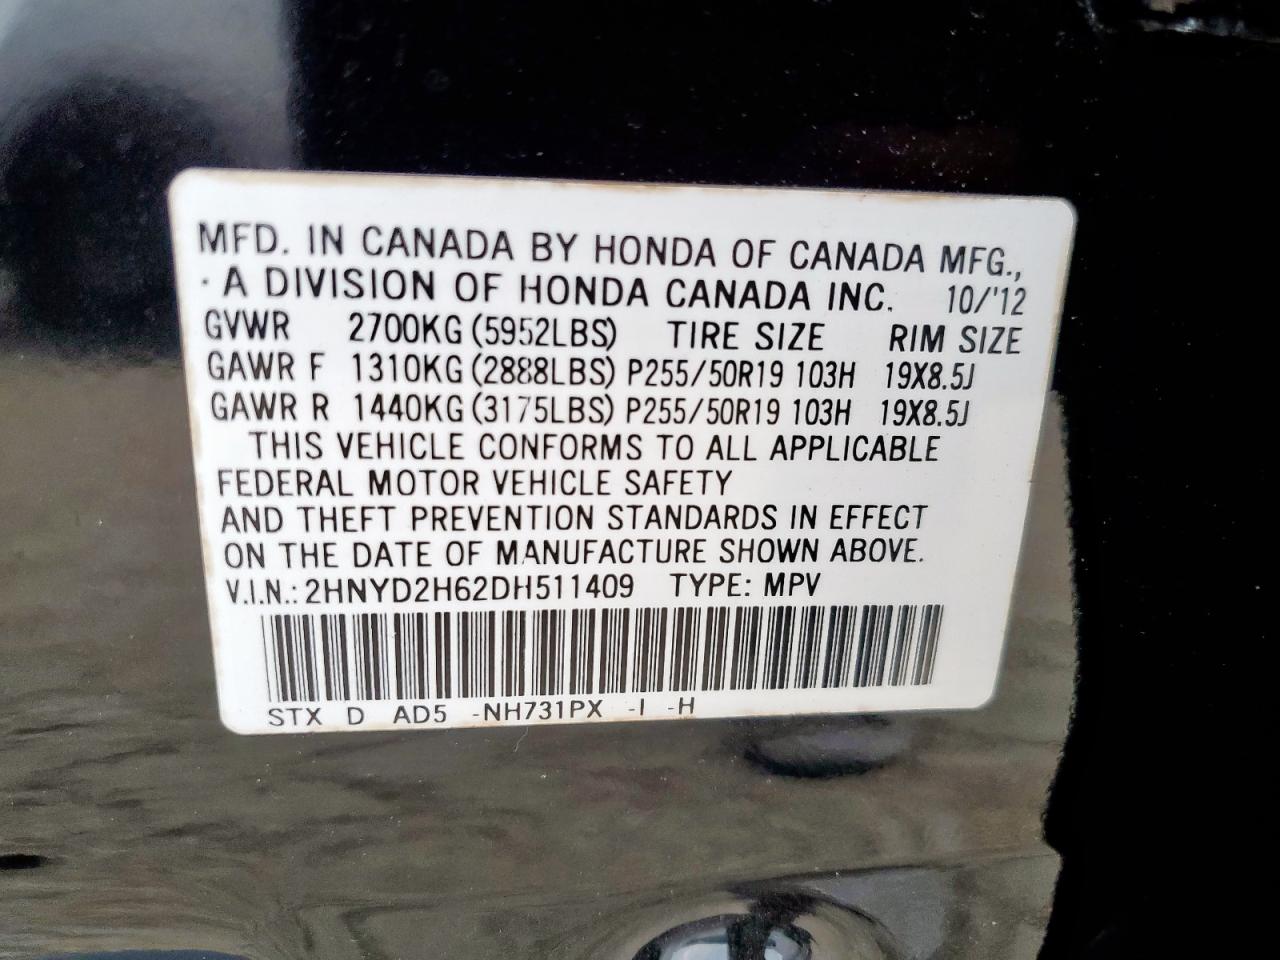 MFD. IN CANADA BY HONDA OF CANADA MFG.,
· A DIVISION OF HONDA CANADA INC. 10/'12
GVWR 2700KG (5952LBS) TIRE SIZE RIM SIZE
GAWR F 1310KG (2888LBS) P255/50R19 103H 19X8.5J
GAWR R 1440KG (3175LBS) P255/50R19 103H 19X8.5J
THIS VEHICLE CONFORMS TO ALL APPLICABLE
FEDERAL MOTOR VEHICLE SAFETY
AND THEFT PREVENTION STANDARDS IN EFFECT
ON THE DATE OF MANUFACTURE SHOWN ABOVE.
V.I.N.: 2HNYD2H62DH511409 TYPE: MPV
STX D AD5 -NH731PX -I -H